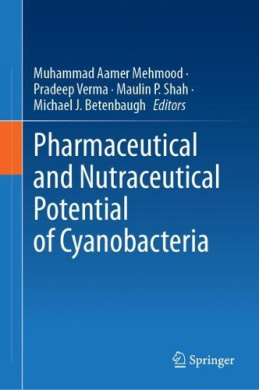 Muhammad Aamer Mehmood ·
Pradeep Verma · Maulin P. Shah ·
Michael J. Betenbaugh Editors
Pharmaceutical
and Nutraceutical
Potential
of Cyanobacteria
Springer